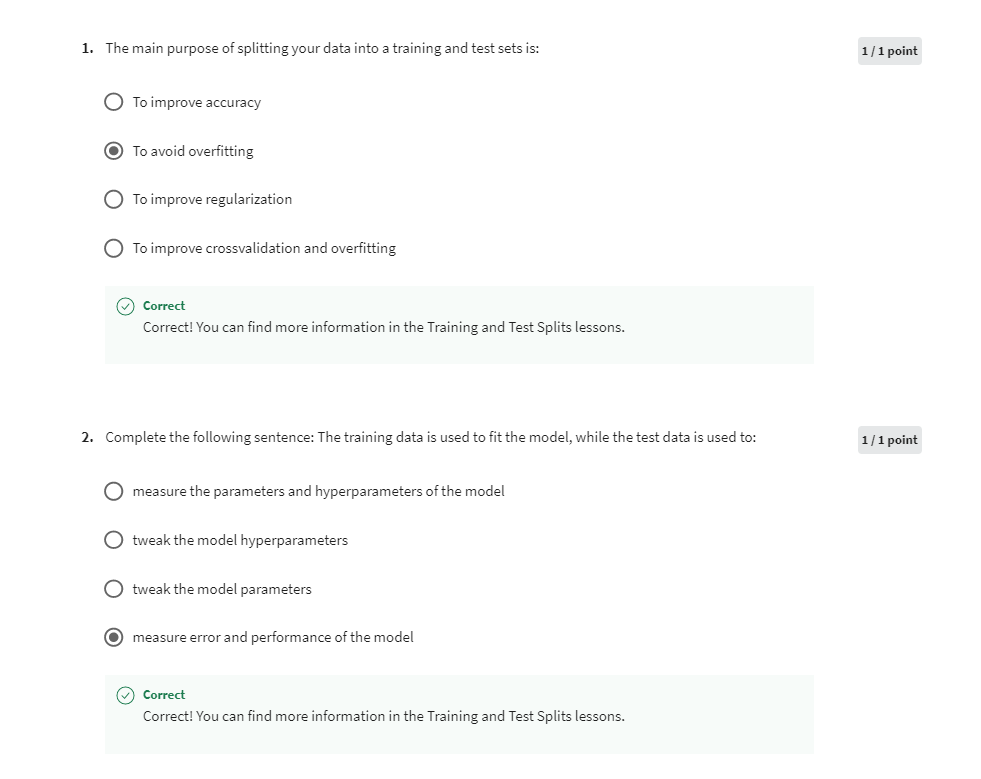 1. The main purpose of splitting your data into a training and test sets is:
1 / 1 point
To improve accuracy
To avoid overfitting
To improve regularization
To improve crossvalidation and overfitting
Correct
Correct! You can find more information in the Training and Test Splits lessons.
2. Complete the following sentence: The training data is used to fit the model, while the test data is used to:
1 / 1 point
measure the parameters and hyperparameters of the model
tweak the model hyperparameters
tweak the model parameters
measure error and performance of the model
Correct
Correct! You can find more information in the Training and Test Splits lessons.